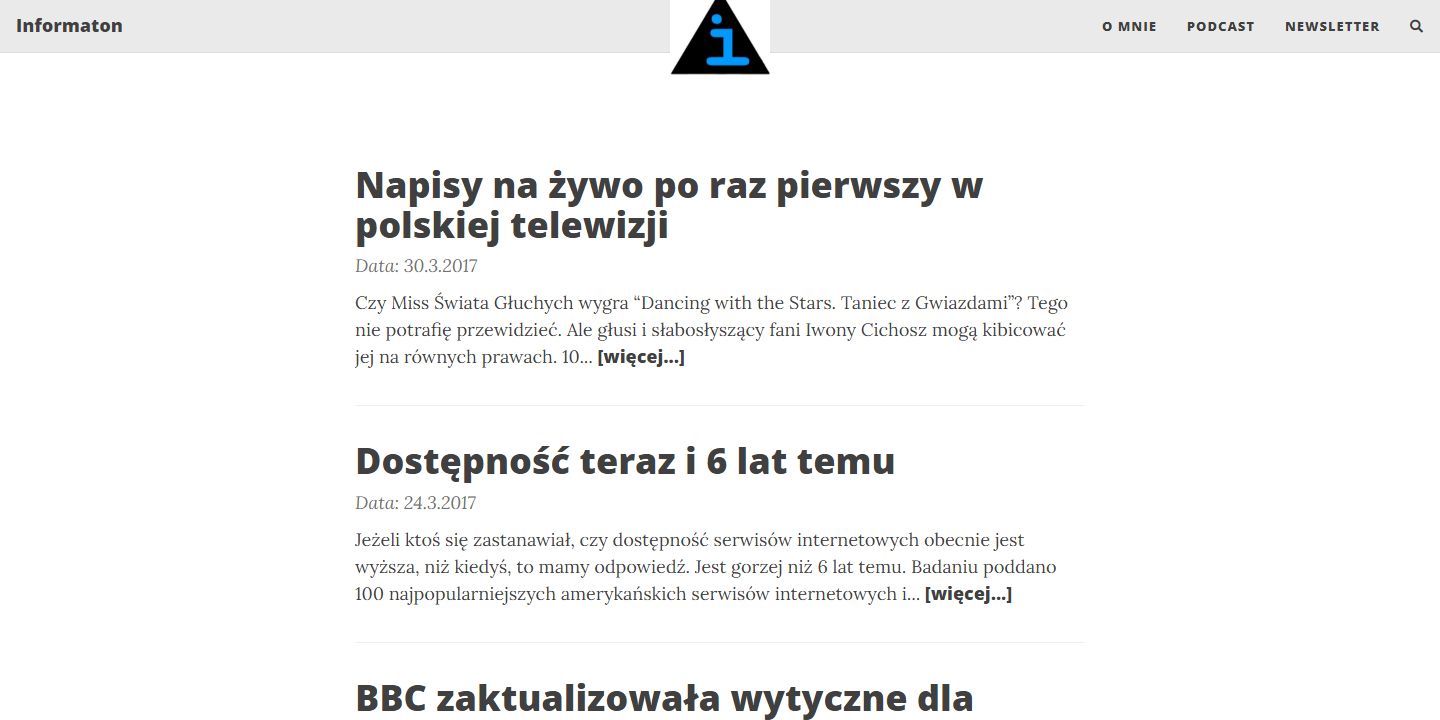 Informaton
i
O MNIE
PODCAST
NEWSLETTER
Napisy na żywo po raz pierwszy w
polskiej telewizji
Data: 30.3.2017
Czy Miss Świata Głuchych wygra “Dancing with the Stars. Taniec z Gwiazdami”? Tego
nie potrafię przewidzieć. Ale głusi i słabosłyszący fani Iwony Cichosz mogą kibicować
jej na równych prawach. 10... [więcej...]
Dostępność teraz i 6 lat temu
Data: 24.3.2017
Jeżeli ktoś się zastanawiał, czy dostępność serwisów internetowych obecnie jest
wyższa, niż kiedyś, to mamy odpowiedź. Jest gorzej niż 6 lat temu. Badaniu poddano
100 najpopularniejszych amerykańskich serwisów internetowych i... [więcej...]
BBC zaktualizowała wytyczne dla